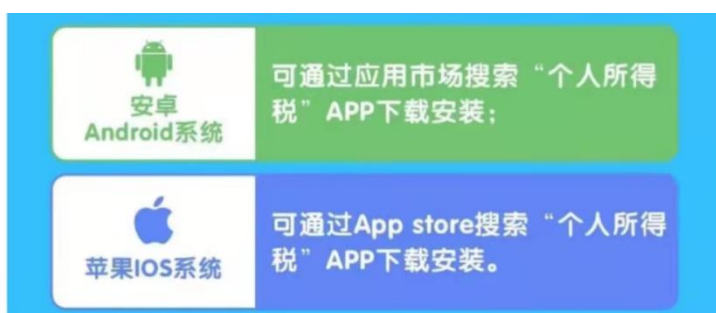 安卓
Android系统
可通过应用市场搜索“个人所得
税”APP下载安装；
苹果IOS系统
可通过App store搜索“个人所得
税”APP下载安装。